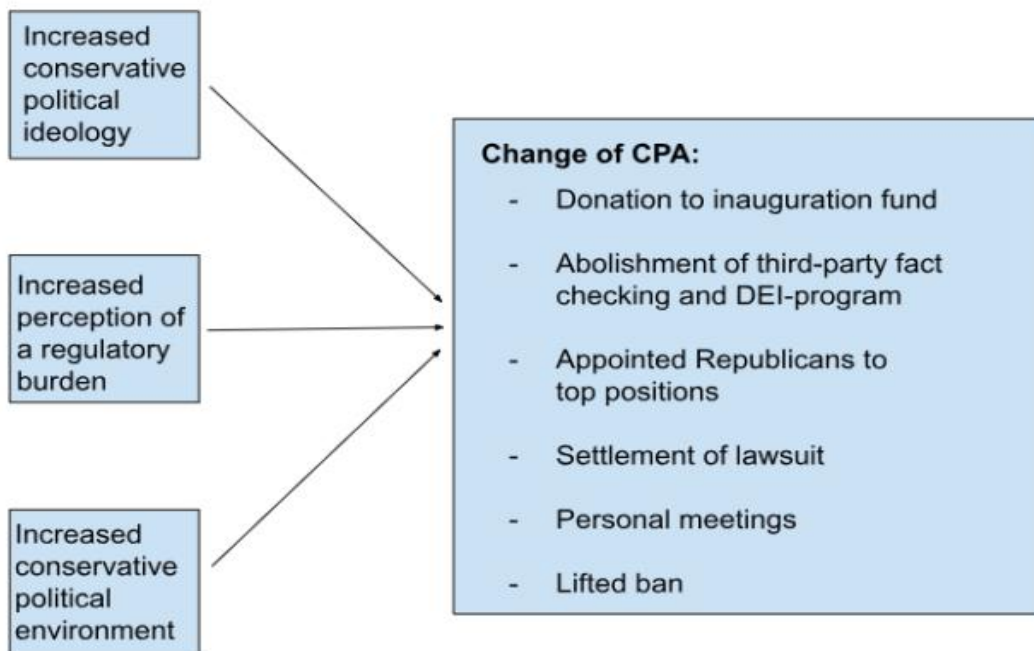 Increased
conservative
political
ideology
Increased
perception of
a regulatory
burden
Increased
conservative
political
environment
Change of CPA:
- Donation to inauguration fund
- Abolishment of third-party fact
checking and DEI-program
- Appointed Republicans to
top positions
- Settlement of lawsuit
- Personal meetings
- Lifted ban